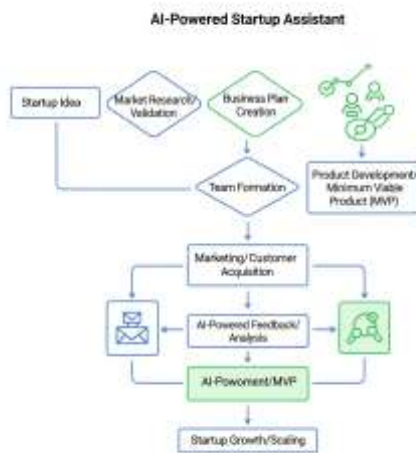 AI-Powered Startup Assistant
Startup Idea
Market Research/
Validation
Business Plan
Creation
Team Formation
Product Development/
Minimum Viable
Product (MVP)
Marketing/Customer
Acquisition
AI-Powered Feedback/
Analysis
AI-Powoment/MVP
Startup Growth/Scaling